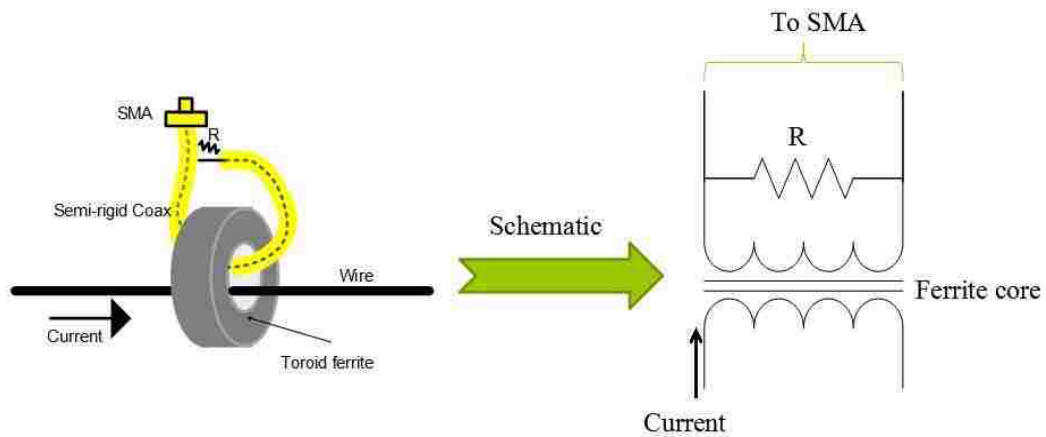 SMA
R
Semi-rigid Coax
Wire
Current
Toroid ferrite
Schematic
To SMA
R
Ferrite core
Current